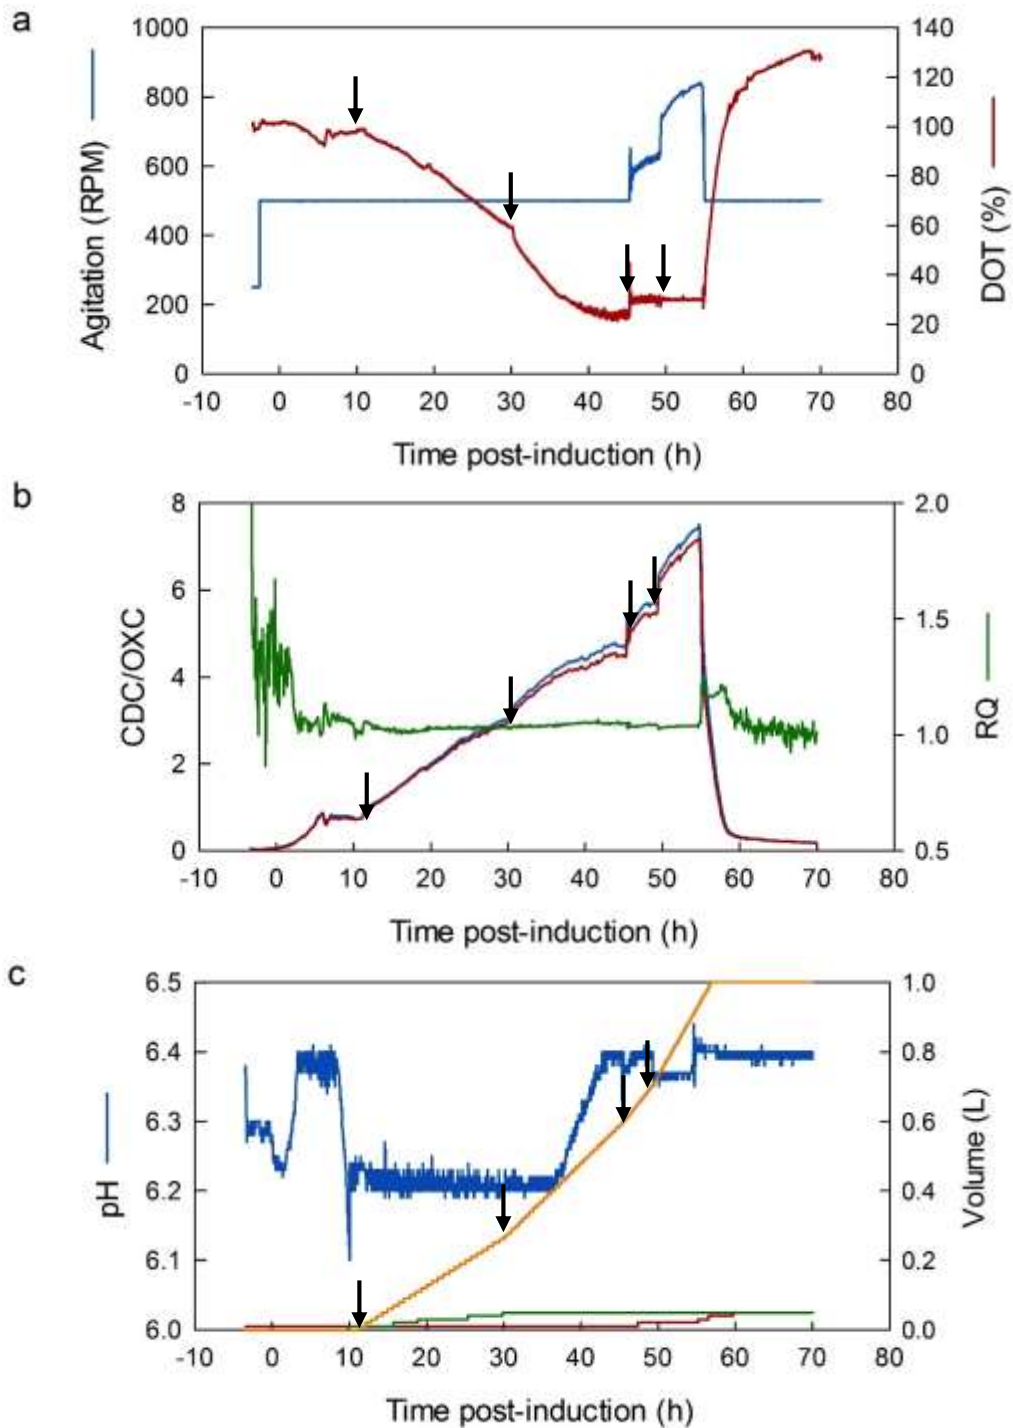 a
1000
800
600
400
200
0
Agitation (RPM)
140
120
100
80
60
40
20
0
DOT (%)
-10 0 10 20 30 40 50 60 70 80
Time post-induction (h)
b
8
6
4
2
0
CDC/OXC
2.0
1.5
1.0
0.5
RQ
-10 0 10 20 30 40 50 60 70 80
Time post-induction (h)
c
6.5
6.4
6.3
6.2
6.1
6.0
pH
1.0
0.8
0.6
0.4
0.2
0.0
Volume (L)
-10 0 10 20 30 40 50 60 70 80
Time post-induction (h)